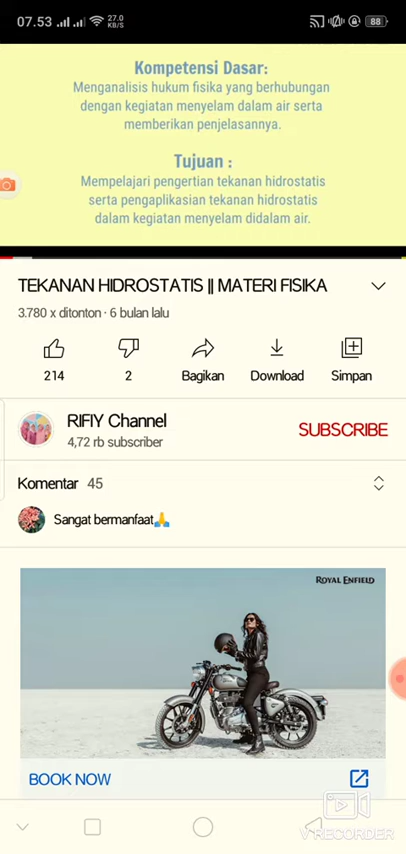 07.53
27.0
KB/S
88
Kompetensi Dasar:
Menganalisis hukum fisika yang berhubungan
dengan kegiatan menyelam dalam air serta
memberikan penjelasannya.
Tujuan :
Mempelajari pengertian tekanan hidrostatis
serta pengaplikasian tekanan hidrostatis
dalam kegiatan menyelam didalam air.
TEKANAN HIDROSTATIS || MATERI FISIKA
3.780 x ditonton · 6 bulan lalu
214
2
Bagikan
Download
Simpan
RIFIY Channel
4,72 rb subscriber
SUBSCRIBE
Komentar 45
Sangat bermanfaat🙏
ROYAL ENFIELD
BOOK NOW
V RECORDER